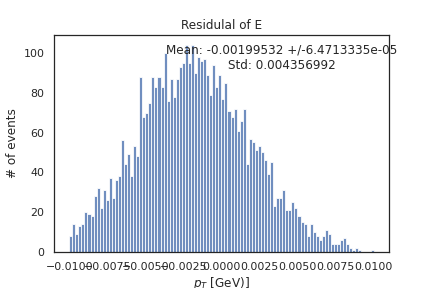 Residulal of E
Mean: -0.00199532 +/-6.4713335e-05
Std: 0.004356992
# of events
100
80
60
40
20
0
−0.0100 −0.0075 −0.0050 −0.0025 0.0000 0.0025 0.0050 0.0075 0.0100
p_T [GeV)]